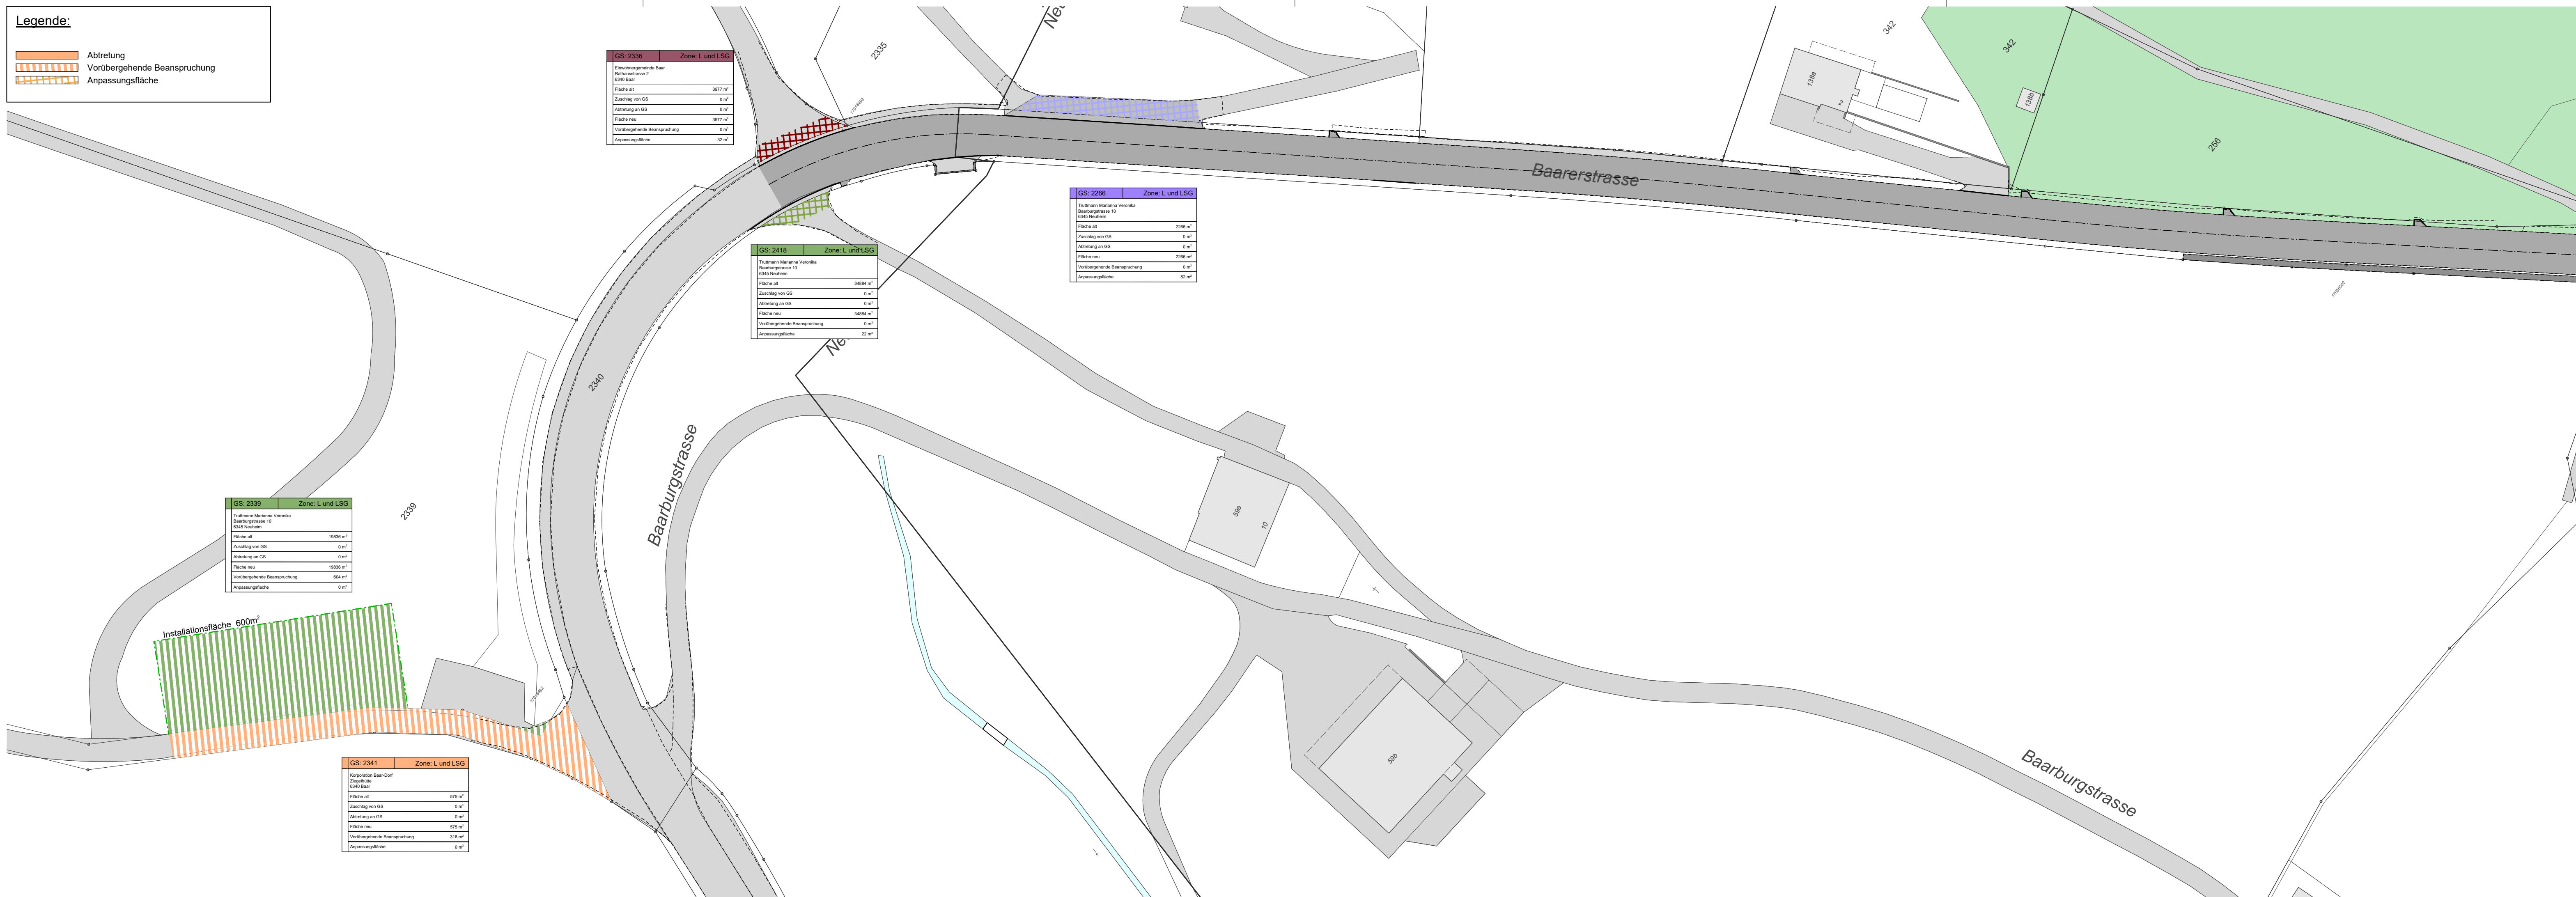 Legende:
Abtretung
Vorübergehende Beanspruchung
Anpassungsfläche
GS: 2336 Zone: L und LSG
Einwohnergemeinde Baar
Rathausstrasse 2
6340 Baar
Fläche alt 3977 m²
Zuschlag von GS 0 m²
Abtretung an GS 0 m²
Fläche neu 3977 m²
Vorübergehende Beanspruchung 0 m²
Anpassungsfläche 32 m²
2335
342
342
138a
138b
256
Baarerstrasse
GS: 2266 Zone: L und LSG
Truttmann Marianna Veronika
Baarburgstrasse 10
6345 Neuheim
Fläche alt 2266 m²
Zuschlag von GS 0 m²
Abtretung an GS 0 m²
Fläche neu 2266 m²
Vorübergehende Beanspruchung 0 m²
Anpassungsfläche 62 m²
GS: 2418 Zone: L und LSG
Truttmann Marianna Veronika
Baarburgstrasse 10
6345 Neuheim
Fläche alt 34884 m²
Zuschlag von GS 0 m²
Abtretung an GS 0 m²
Fläche neu 34884 m²
Vorübergehende Beanspruchung 0 m²
Anpassungsfläche 22 m²
2340
Baarburgstrasse
GS: 2339 Zone: L und LSG
Truttmann Marianna Veronika
Baarburgstrasse 10
6345 Neuheim
Fläche alt 19836 m²
Zuschlag von GS 0 m²
Abtretung an GS 0 m²
Fläche neu 19836 m²
Vorübergehende Beanspruchung 604 m²
Anpassungsfläche 0 m²
2339
59a
10
Installationsfläche 600m²
59b
GS: 2341 Zone: L und LSG
Korporation Baar-Dorf
Ziegelhütte
6340 Baar
Fläche alt 575 m²
Zuschlag von GS 0 m²
Abtretung an GS 0 m²
Fläche neu 575 m²
Vorübergehende Beanspruchung 316 m²
Anpassungsfläche 0 m²
Baarburgstrasse